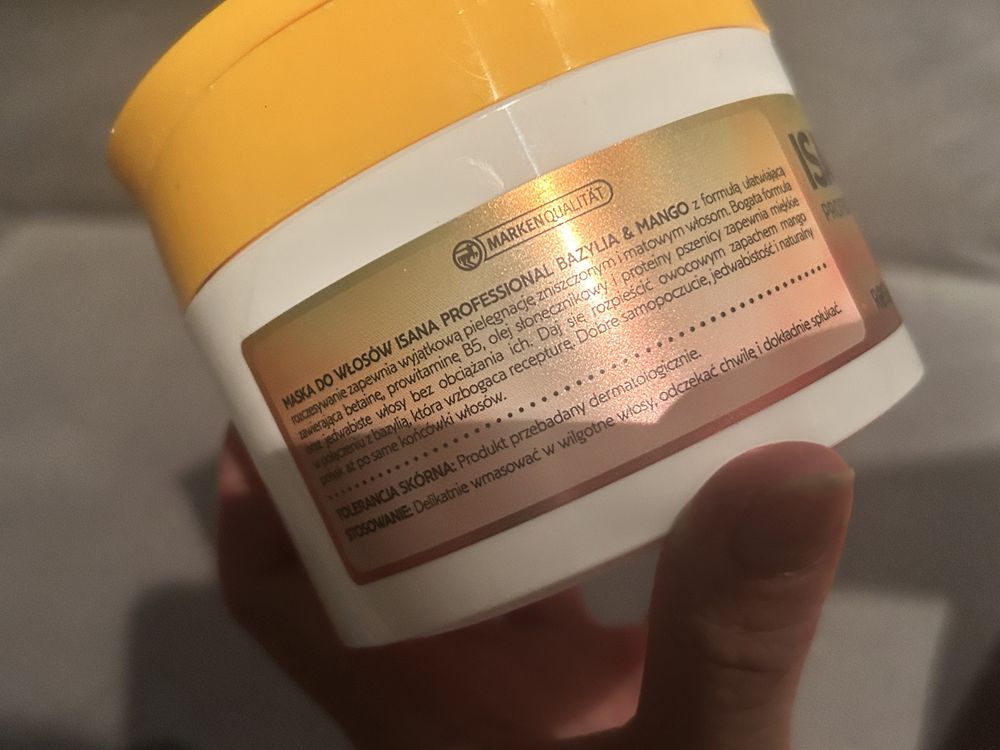 MARKENQUALITÄT
MASKA DO WŁOSÓW ISANA PROFESSIONAL BAZYLIA & MANGO z formułą ułatwiającą
rozczesywanie zapewnia wyjątkową pielęgnację zniszczonym i matowym włosom. Bogata formuła
zawierająca betainę, prowitaminę B5, olej słonecznikowy i proteiny pszenicy zapewnia miękkie
oraz jedwabiste włosy bez obciążania ich. Daj się rozpieścić owocowym zapachem mango
w połączeniu z bazylią, która wzbogaca recepturę. Dobre samopoczucie, jedwabistość i naturalny
połysk aż po same końcówki włosów.
TOLERANCJA SKÓRNA: Produkt przebadany dermatologicznie.
STOSOWANIE: Delikatnie wmasować w wilgotne włosy, odczekać chwilę i dokładnie spłukać.